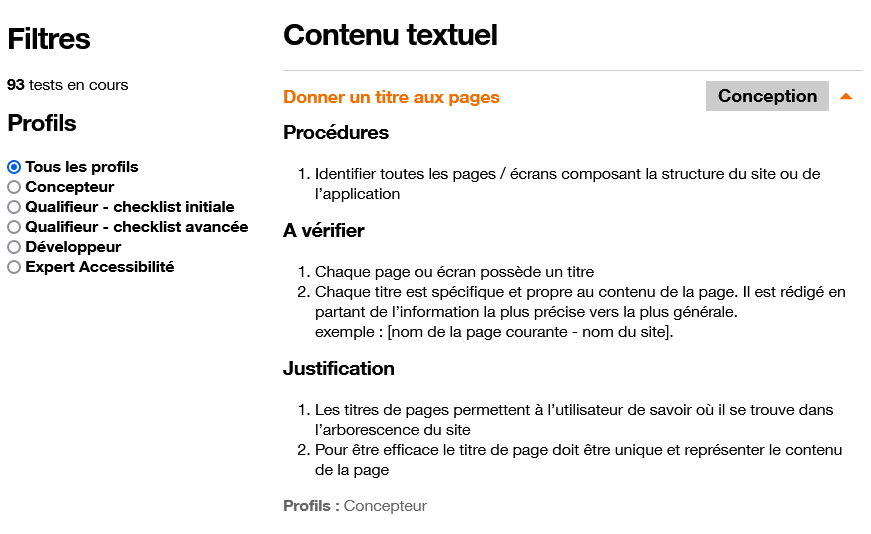 Filtres
93 tests en cours
Profils
Tous les profils
Concepteur
Qualifieur - checklist initiale
Qualifieur - checklist avancée
Développeur
Expert Accessibilité
Contenu textuel
Donner un titre aux pages
Conception
Procédures
1. Identifier toutes les pages / écrans composant la structure du site ou de
l’application
A vérifier
1. Chaque page ou écran possède un titre
2. Chaque titre est spécifique et propre au contenu de la page. Il est rédigé en
partant de l’information la plus précise vers la plus générale.
exemple : [nom de la page courante - nom du site].
Justification
1. Les titres de pages permettent à l’utilisateur de savoir où il se trouve dans
l’arborescence du site
2. Pour être efficace le titre de page doit être unique et représenter le contenu
de la page
Profils : Concepteur